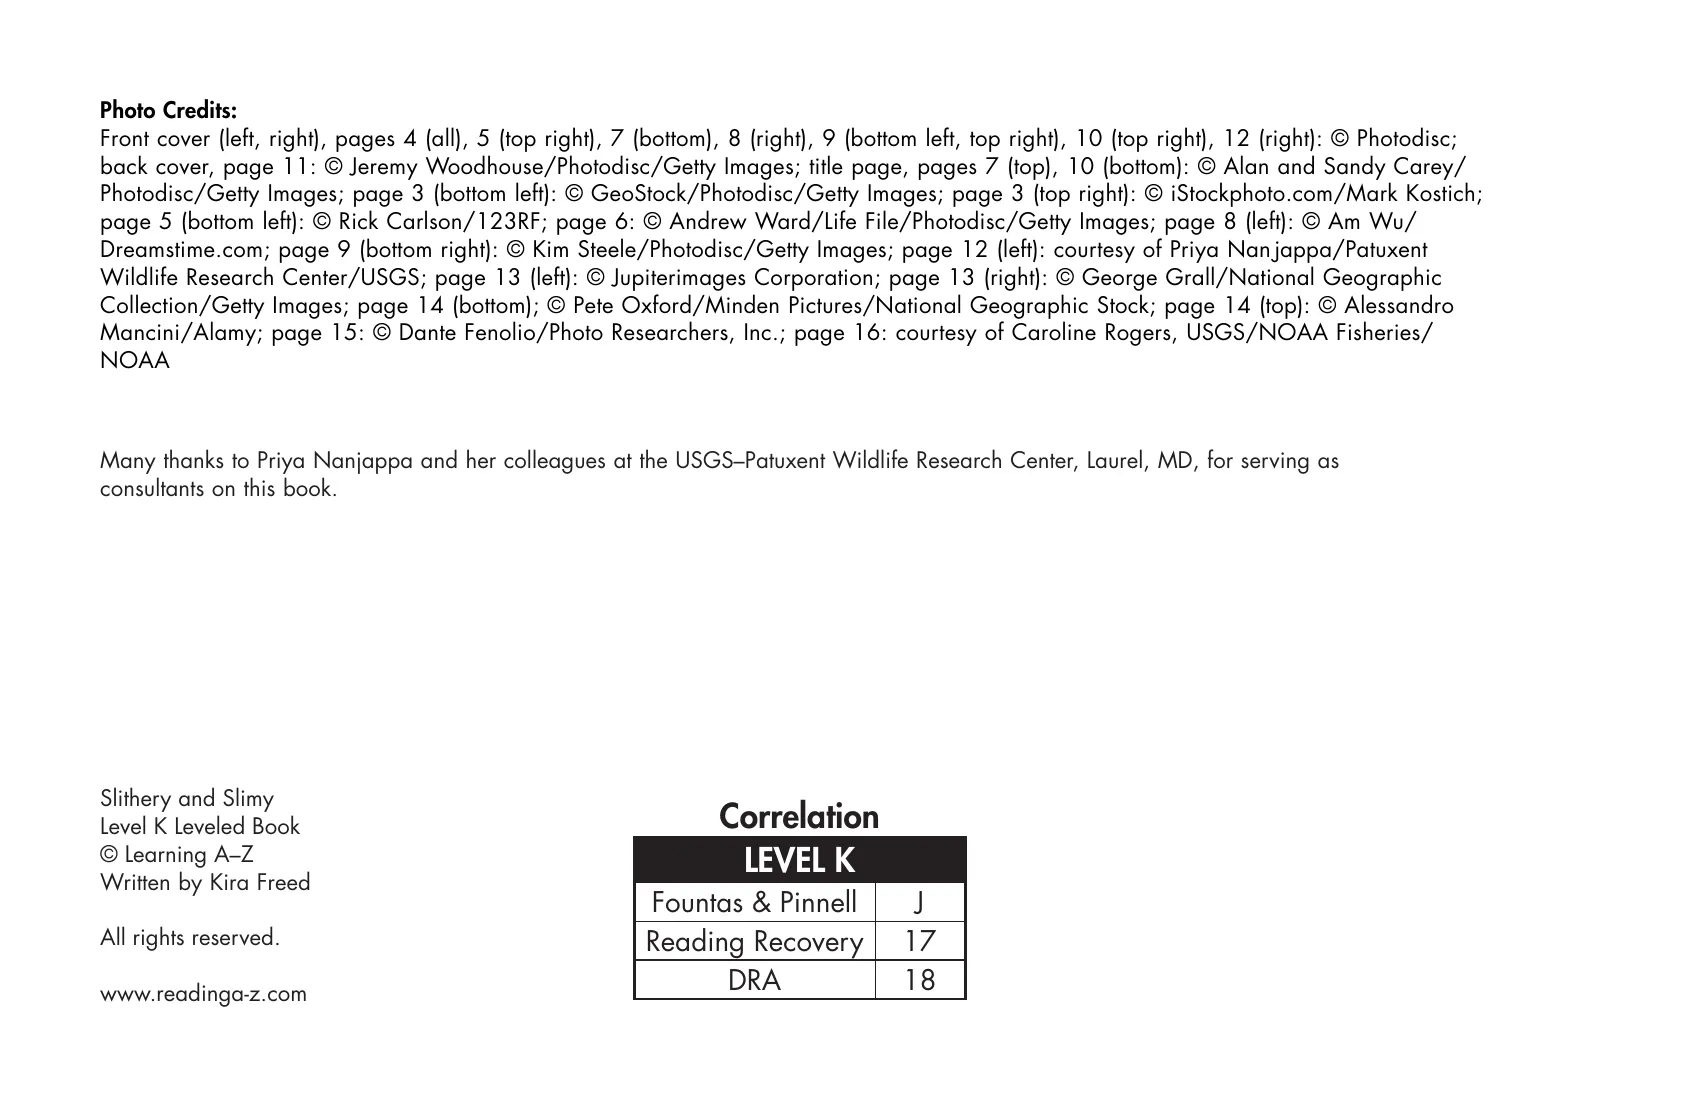 Photo Credits:
Front cover (left, right), pages 4 (all), 5 (top right), 7 (bottom), 8 (right), 9 (bottom left, top right), 10 (top right), 12 (right): © Photodisc;
back cover, page 11: © Jeremy Woodhouse/Photodisc/Getty Images; title page, pages 7 (top), 10 (bottom): © Alan and Sandy Carey/
Photodisc/Getty Images; page 3 (bottom left): © GeoStock/Photodisc/Getty Images; page 3 (top right): © iStockphoto.com/Mark Kostich;
page 5 (bottom left): © Rick Carlson/123RF; page 6: © Andrew Ward/Life File/Photodisc/Getty Images; page 8 (left): © Am Wu/
Dreamstime.com; page 9 (bottom right): © Kim Steele/Photodisc/Getty Images; page 12 (left): courtesy of Priya Nanjappa/Patuxent
Wildlife Research Center/USGS; page 13 (left): © Jupiterimages Corporation; page 13 (right): © George Grall/National Geographic
Collection/Getty Images; page 14 (bottom); © Pete Oxford/Minden Pictures/National Geographic Stock; page 14 (top): © Alessandro
Mancini/Alamy; page 15: © Dante Fenolio/Photo Researchers, Inc.; page 16: courtesy of Caroline Rogers, USGS/NOAA Fisheries/
NOAA
Many thanks to Priya Nanjappa and her colleagues at the USGS–Patuxent Wildlife Research Center, Laurel, MD, for serving as
consultants on this book.
Slithery and Slimy
Level K Leveled Book
© Learning A–Z
Written by Kira Freed
All rights reserved.
www.readinga-z.com
Correlation
LEVEL K
Fountas & Pinnell J
Reading Recovery 17
DRA 18